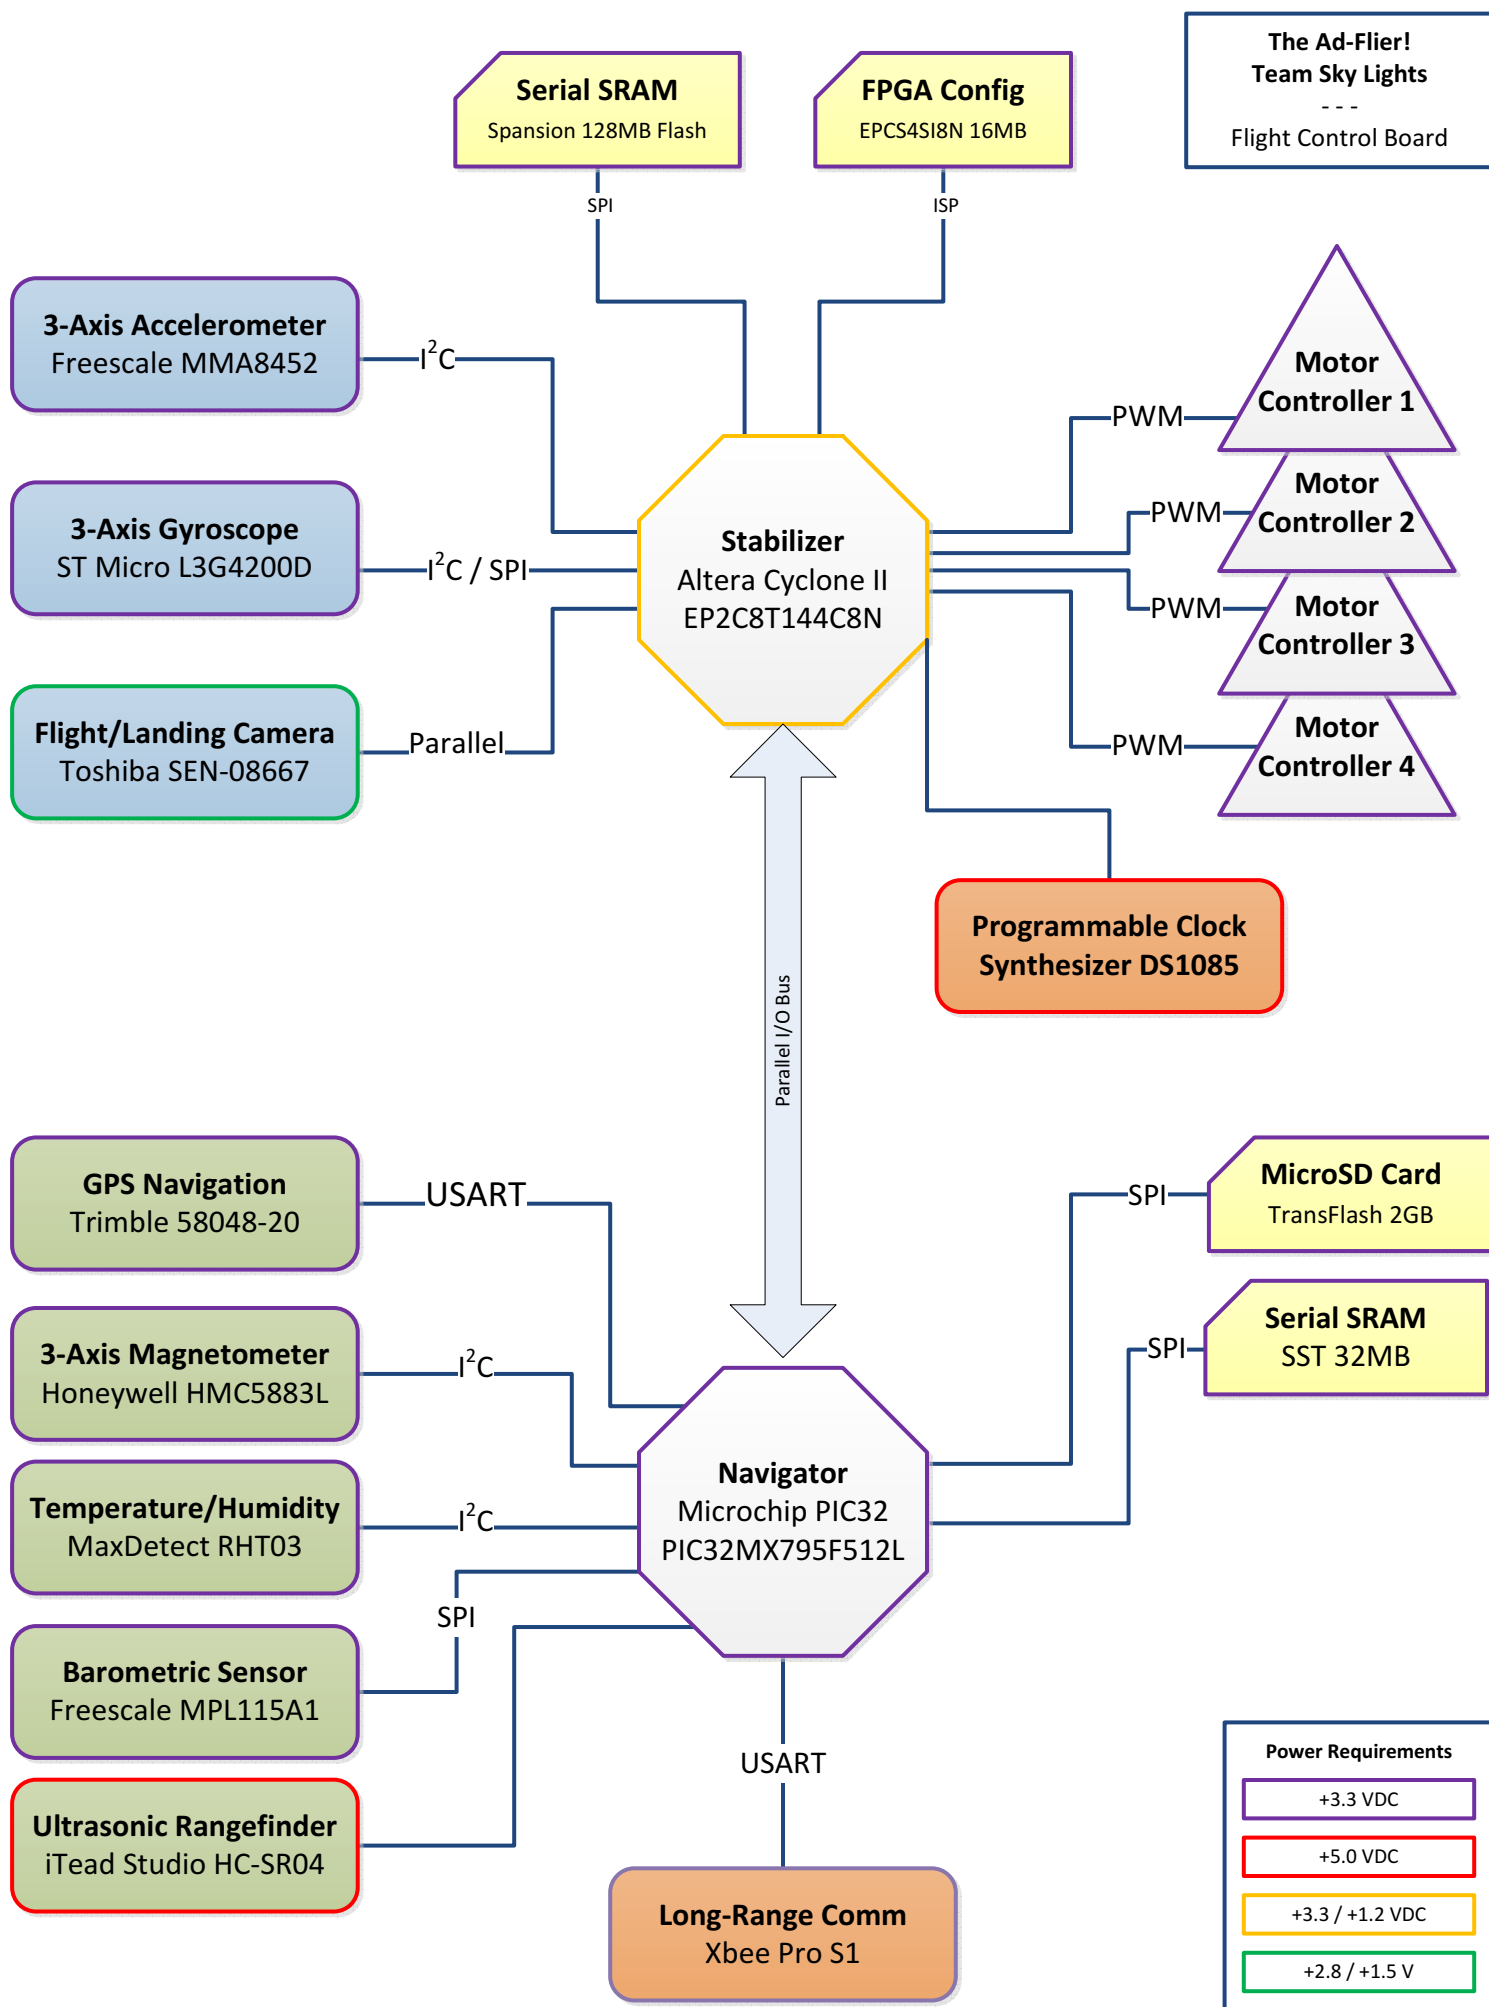 The Ad-Flier!
Team Sky Lights
- - -
Flight Control Board
Serial SRAM
Spansion 128MB Flash
FPGA Config
EPCS4SI8N 16MB
SPI
ISP
3-Axis Accelerometer
Freescale MMA8452
I²C
3-Axis Gyroscope
ST Micro L3G4200D
I²C / SPI
Flight/Landing Camera
Toshiba SEN-08667
Parallel
Stabilizer
Altera Cyclone II
EP2C8T144C8N
PWM
Motor
Controller 1
PWM
Motor
Controller 2
PWM
Motor
Controller 3
PWM
Motor
Controller 4
Programmable Clock
Synthesizer DS1085
Parallel I/O Bus
GPS Navigation
Trimble 58048-20
USART
3-Axis Magnetometer
Honeywell HMC5883L
I²C
Temperature/Humidity
MaxDetect RHT03
I²C
Barometric Sensor
Freescale MPL115A1
SPI
Ultrasonic Rangefinder
iTead Studio HC-SR04
Navigator
Microchip PIC32
PIC32MX795F512L
SPI
MicroSD Card
TransFlash 2GB
SPI
Serial SRAM
SST 32MB
USART
Long-Range Comm
Xbee Pro S1
Power Requirements
+3.3 VDC
+5.0 VDC
+3.3 / +1.2 VDC
+2.8 / +1.5 V